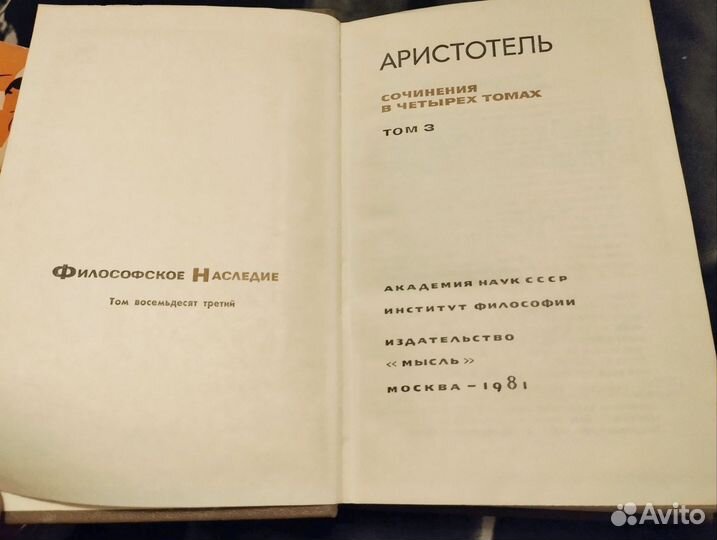 Философское Наследие
Том восемьдесят третий
АРИСТОТЕЛЬ
СОЧИНЕНИЯ
В ЧЕТЫРЕХ ТОМАХ
ТОМ 3
АКАДЕМИЯ НАУК СССР
ИНСТИТУТ ФИЛОСОФИИ
ИЗДАТЕЛЬСТВО
«МЫСЛЬ»
МОСКВА – 1981
Avito